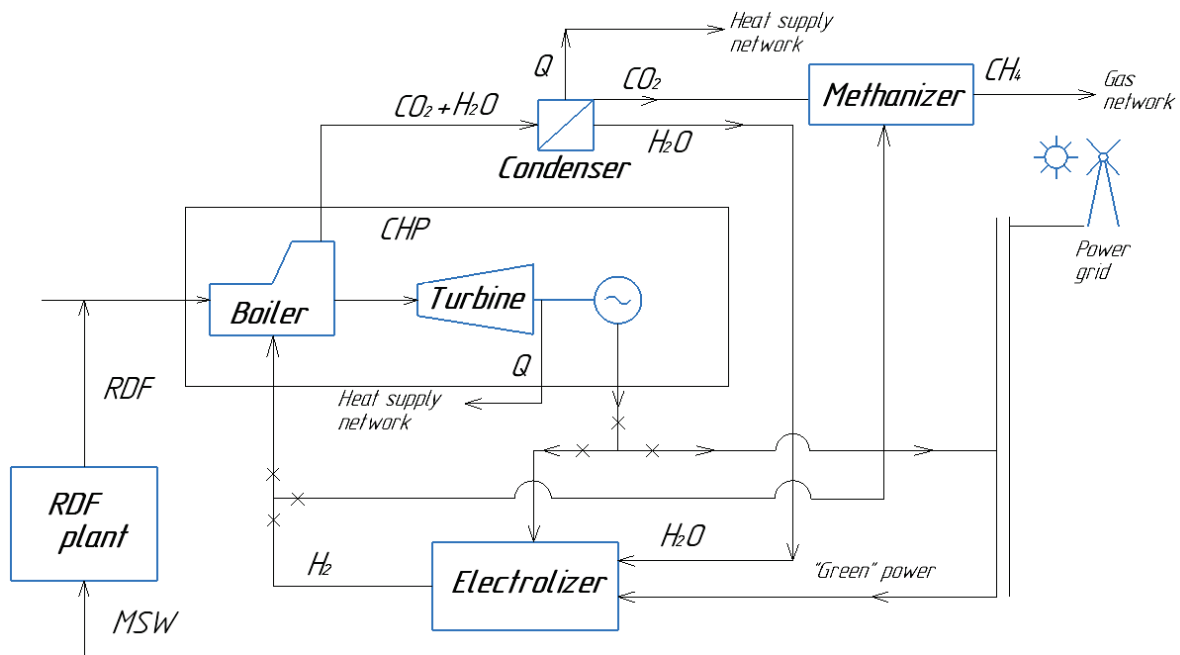 Heat supply
network
Q
CO₂
CH₄
Methanizer
Gas
network
CO₂ + H₂O
H₂O
Condenser
CHP
Power
grid
Boiler
Turbine
Q
RDF
Heat supply
network
RDF
plant
H₂O
"Green" power
H₂
Electrolizer
MSW